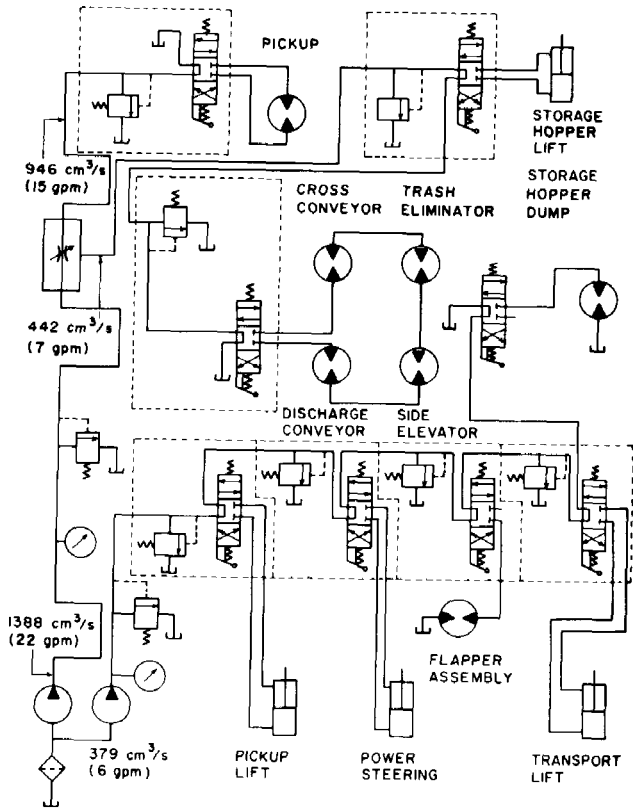 PICKUP
STORAGE
HOPPER
LIFT
946 cm³/s
(15 gpm)
CROSS
CONVEYOR
TRASH
ELIMINATOR
STORAGE
HOPPER
DUMP
442 cm³/s
(7 gpm)
DISCHARGE
CONVEYOR
SIDE
ELEVATOR
1388 cm³/s
(22 gpm)
FLAPPER
ASSEMBLY
379 cm³/s
(6 gpm)
PICKUP
LIFT
POWER
STEERING
TRANSPORT
LIFT